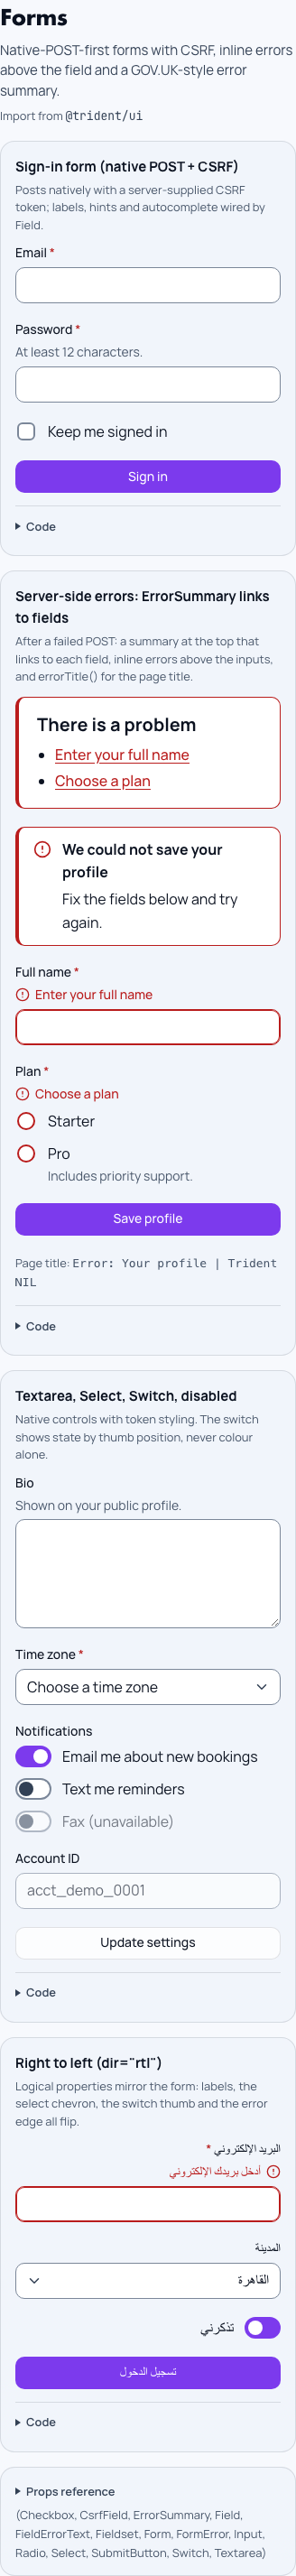 Forms
Native-POST-first forms with CSRF, inline errors
above the field and a GOV.UK-style error
summary.
Import from @trident/ui
Sign-in form (native POST + CSRF)
Posts natively with a server-supplied CSRF
token; labels, hints and autocomplete wired by
Field.
Email *
Password *
At least 12 characters.
Keep me signed in
Sign in
Code
Server-side errors: ErrorSummary links
to fields
After a failed POST: a summary at the top that
links to each field, inline errors above the inputs,
and errorTitle() for the page title.
There is a problem
Enter your full name
Choose a plan
We could not save your
profile
Fix the fields below and try
again.
Full name *
Enter your full name
Plan *
Choose a plan
Starter
Pro
Includes priority support.
Save profile
Page title: Error: Your profile | Trident
NIL
Code
Textarea, Select, Switch, disabled
Native controls with token styling. The switch
shows state by thumb position, never colour
alone.
Bio
Shown on your public profile.
Time zone *
Choose a time zone
Notifications
Email me about new bookings
Text me reminders
Fax (unavailable)
Account ID
acct_demo_0001
Update settings
Code
Right to left (dir="rtl")
Logical properties mirror the form: labels, the
select chevron, the switch thumb and the error
edge all flip.
البريد الإلكتروني *
أدخل بريدك الإلكتروني
المدينة
القاهرة
تذكرني
تسجيل الدخول
Code
Props reference
(Checkbox, CsrfField, ErrorSummary, Field,
FieldErrorText, Fieldset, Form, FormError, Input,
Radio, Select, SubmitButton, Switch, Textarea)